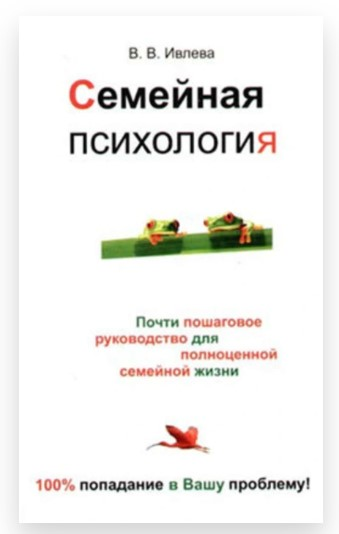 В. В. Ивлева
Семейная
психология
Почти пошаговое
руководство для
полноценной
семейной жизни
100% попадание в Вашу проблему!